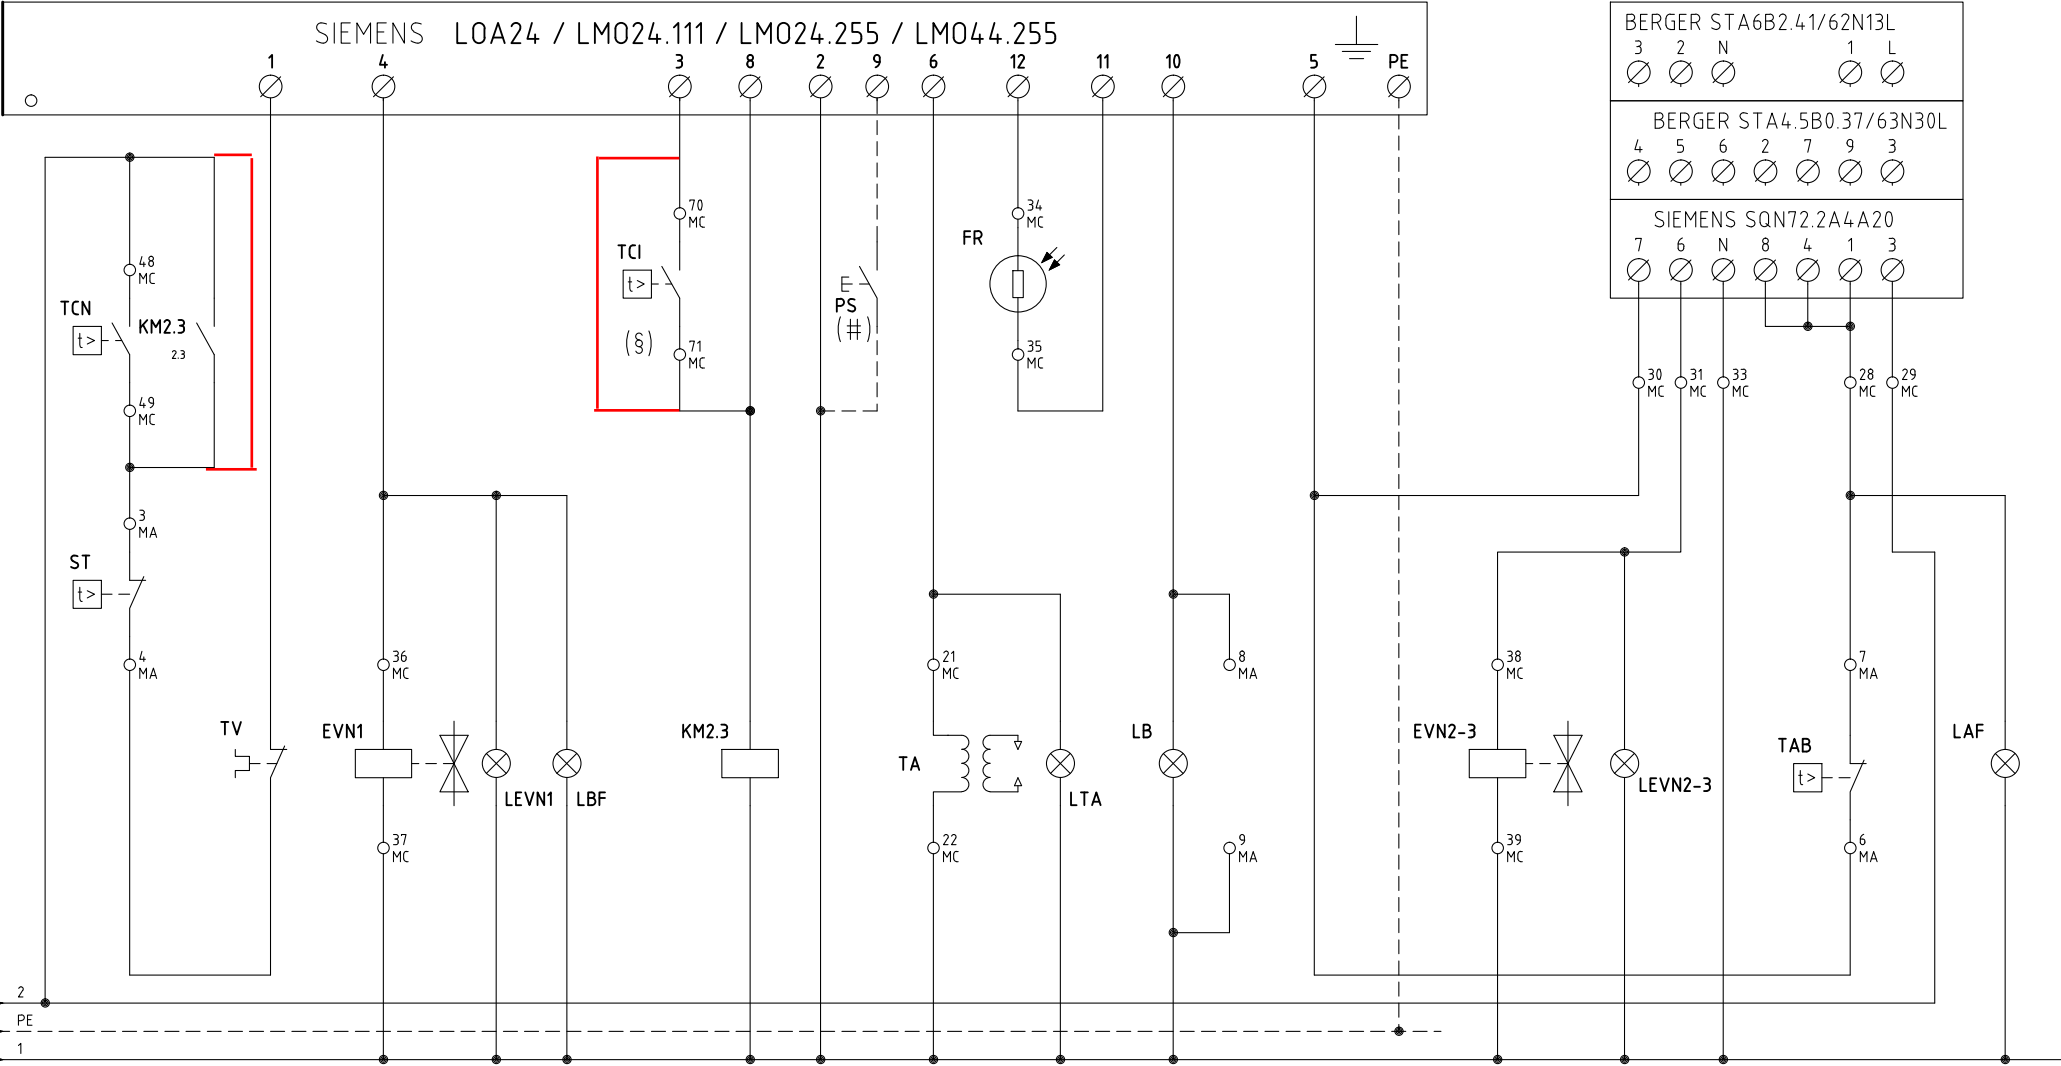 SIEMENS LOA24 / LMO24.111 / LMO24.255 / LMO44.255
1 4 3 8 2 9 6 12 11 10 5 PE
BERGER STA6B2.41/62N13L
3 2 N 1 L
BERGER STA4.5B0.37/63N30L
4 5 6 2 7 9 3
SIEMENS SQN72.2A4A20
7 6 N 8 4 1 3
48
MC
TCN
t>
KM2.3
2.3
49
MC
3
MA
ST
t>
4
MA
TV
70
MC
TCI
t>
(§)
71
MC
PS
(#)
34
MC
FR
35
MC
30
MC
31
MC
33
MC
28
MC
29
MC
36
MC
EVN1
LEVN1
LBF
37
MC
KM2.3
21
MC
TA
LTA
22
MC
8
MA
LB
9
MA
38
MC
EVN2-3
LEVN2-3
39
MC
7
MA
TAB
t>
6
MA
LAF
2
PE
1